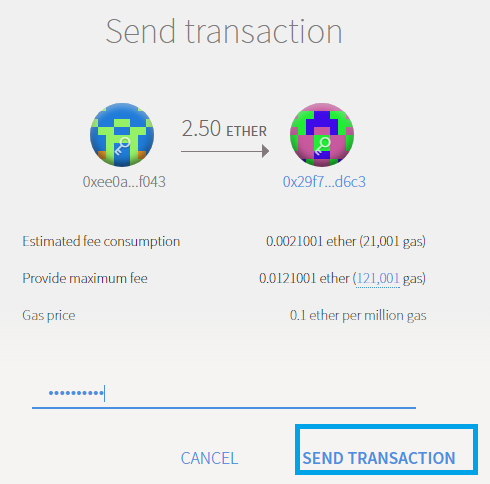 Send transaction
2.50 ETHER
0xee0a...f043 0x29f7...d6c3
Estimated fee consumption 0.0021001 ether (21,001 gas)
Provide maximum fee 0.0121001 ether (121,001 gas)
Gas price 0.1 ether per million gas
••••••••••
CANCEL SEND TRANSACTION